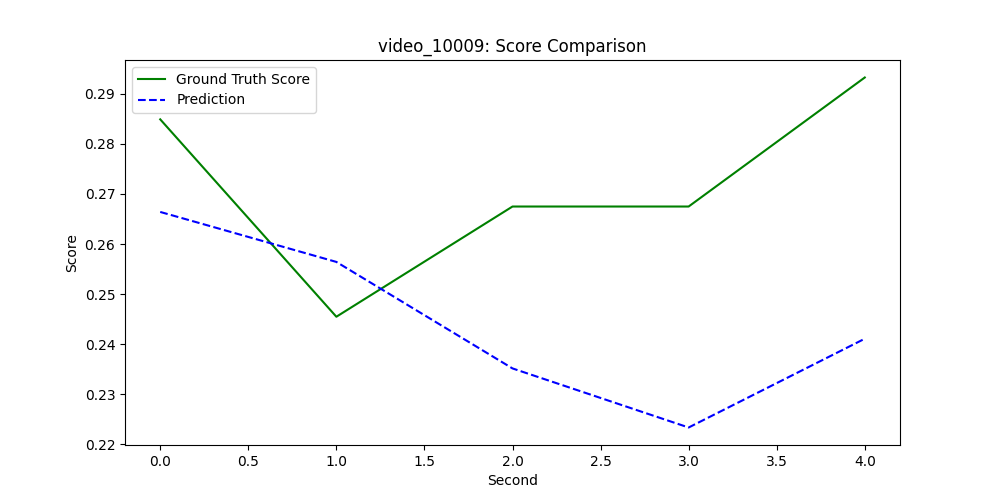 video_10009: Score Comparison
Ground Truth Score
Prediction
0.29
0.28
0.27
0.26
0.25
0.24
0.23
0.22
Score
0.0 0.5 1.0 1.5 2.0 2.5 3.0 3.5 4.0
Second